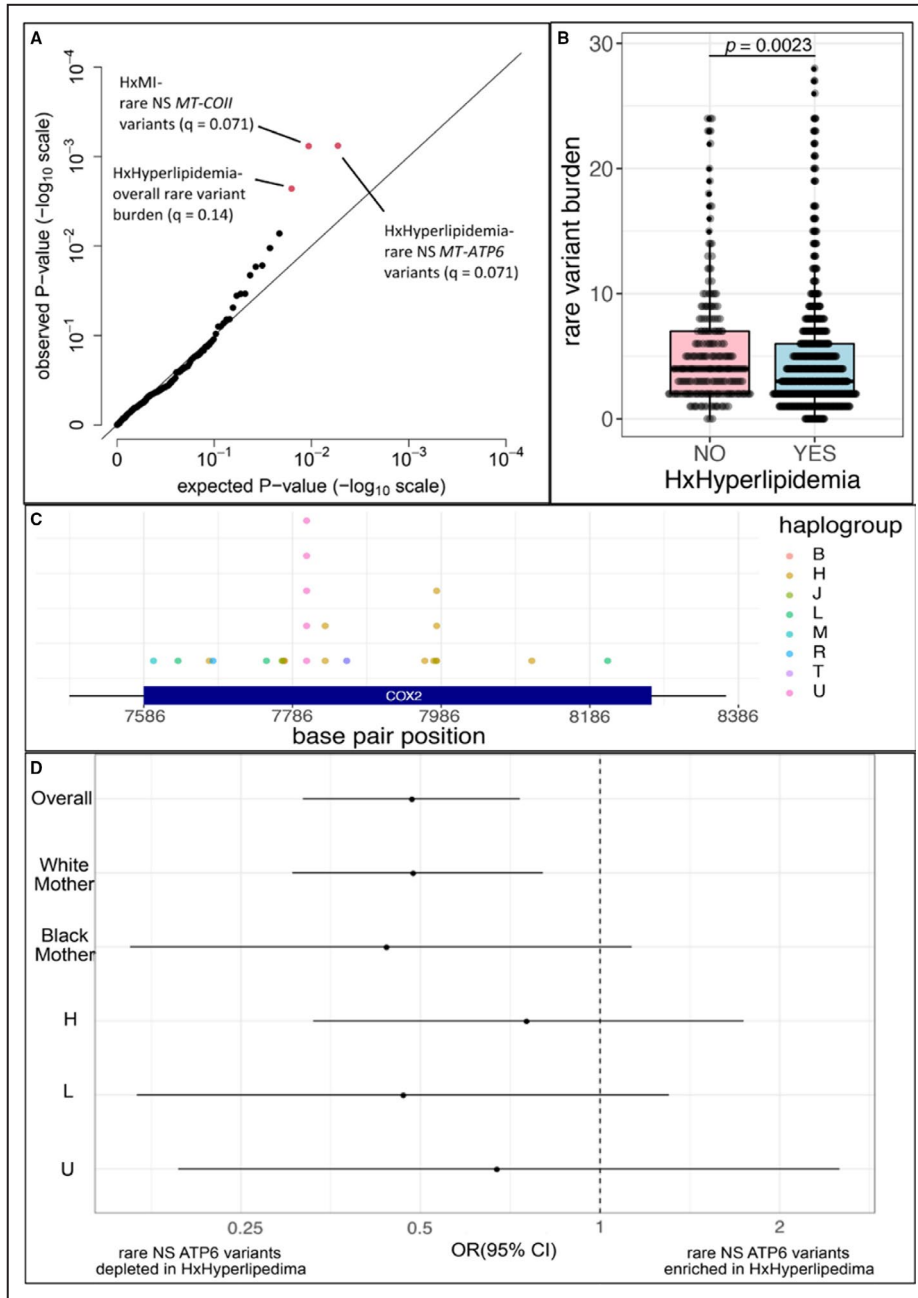 A
HxMI-
rare NS MT-COII
variants (q = 0.071)
HxHyperlipidemia-
overall rare variant
burden (q = 0.14)
HxHyperlipidemia-
rare NS MT-ATP6
variants (q = 0.071)
observed P-value (−log10 scale)
10−4
10−3
10−2
10−1
0
0
10−1
10−2
10−3
10−4
expected P-value (−log10 scale)
B
p = 0.0023
rare variant burden
30
20
10
0
NO
YES
HxHyperlipidemia
C
COX2
7586
7786
7986
8186
8386
base pair position
haplogroup
B
H
J
L
M
R
T
U
D
Overall
White
Mother
Black
Mother
H
L
U
0.25
0.5
1
2
OR(95% CI)
rare NS ATP6 variants
depleted in HxHyperlipedima
rare NS ATP6 variants
enriched in HxHyperlipedima